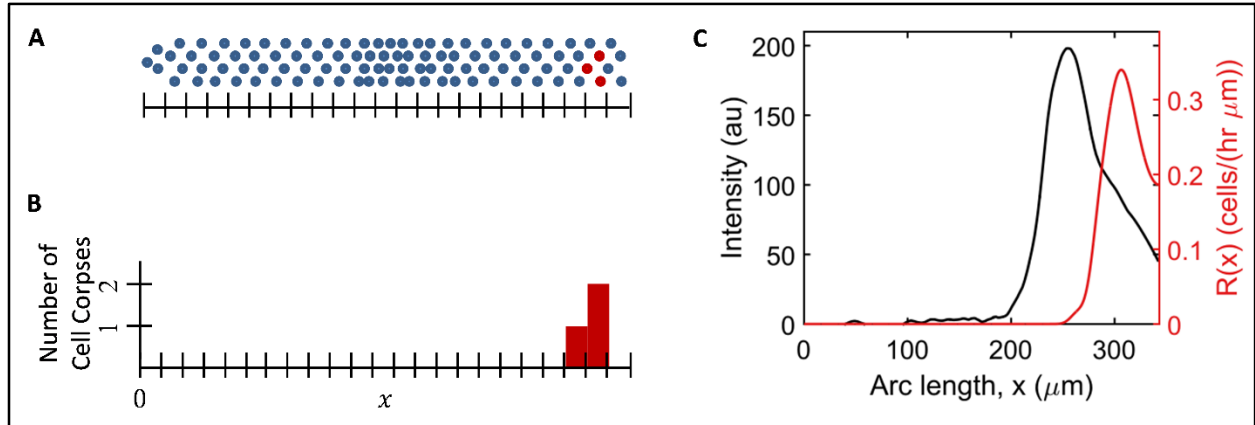 A
B
Number of
Cell Corpses
2
1
0
x
C
200
150
100
50
0
Intensity (au)
0 100 200 300
Arc length, x (μm)
0.3
0.2
0.1
0
R(x) (cells/(hr μm))